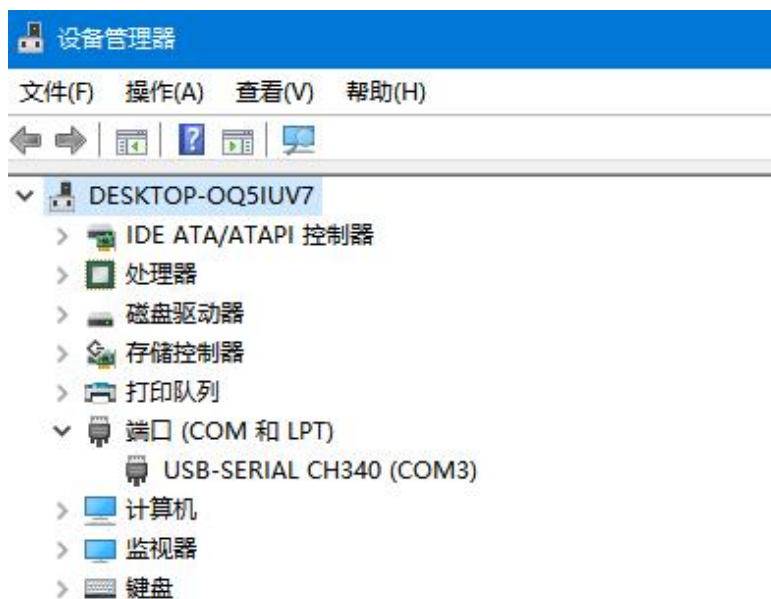 设备管理器
文件(F) 操作(A) 查看(V) 帮助(H)
DESKTOP-OQ5IUV7
IDE ATA/ATAPI 控制器
处理器
磁盘驱动器
存储控制器
打印队列
端口 (COM 和 LPT)
USB-SERIAL CH340 (COM3)
计算机
监视器
键盘